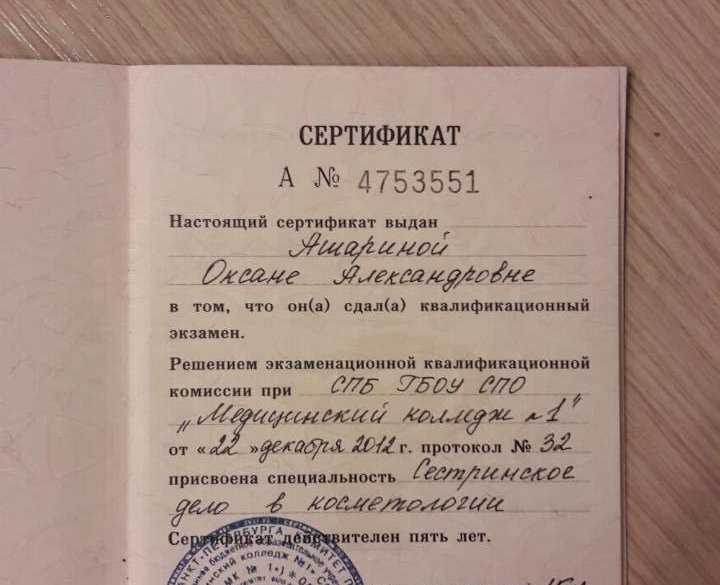 СЕРТИФИКАТ
А № 4753551
Настоящий сертификат выдан
Ашариной
Оксане Александровне
в том, что он(а) сдал(а) квалификационный
экзамен.
Решением экзаменационной квалификационной
комиссии при СПБ ГБОУ СПО
„Медицинский колледж №1"
от «22» декабря 2012 г. протокол № 32
присвоена специальность Сестринское
дело в косметологии
Сертификат действителен пять лет.